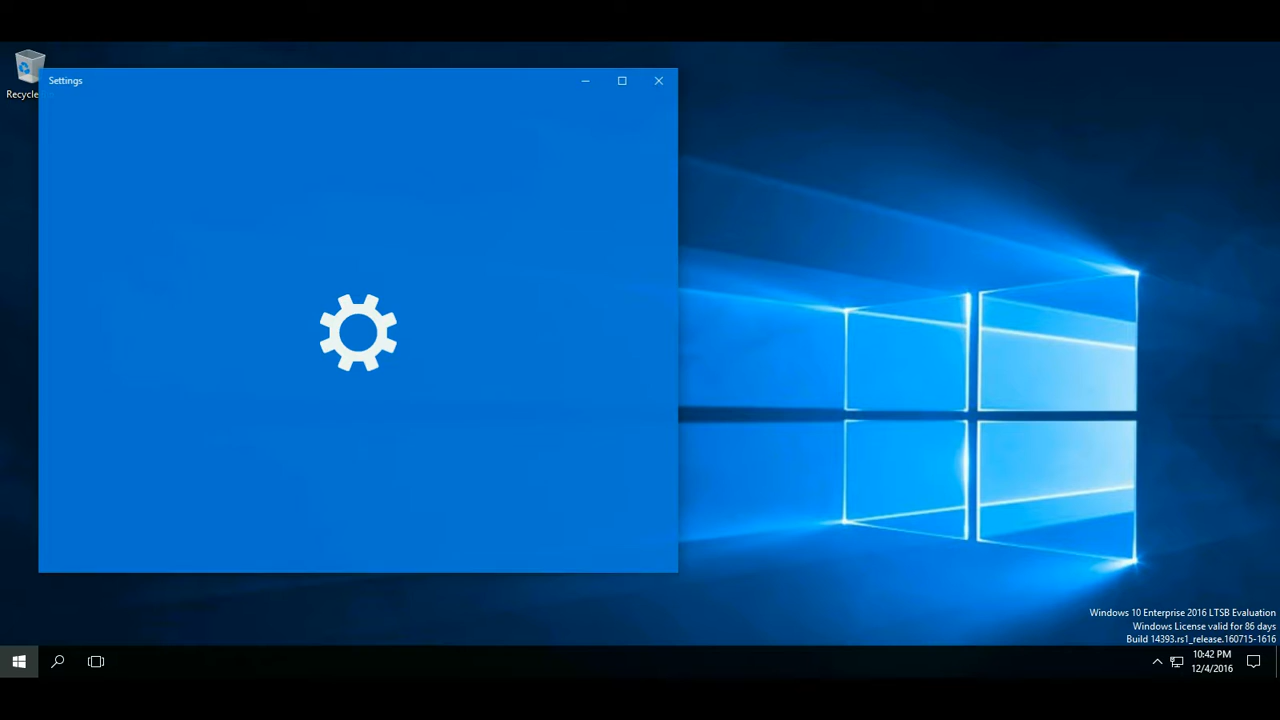 Settings
Recycle
Windows 10 Enterprise 2016 LTSB Evaluation
Windows License valid for 86 days
Build 14393.rs1_release.160715-1616
10:42 PM
12/4/2016